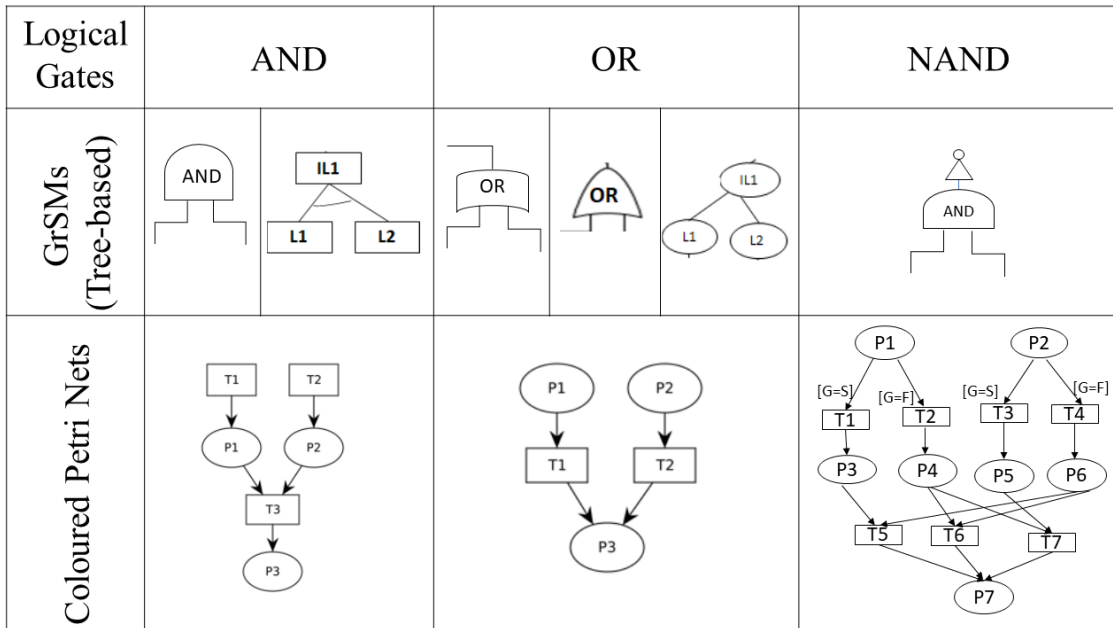 Logical
Gates
AND
OR
NAND
GrSMs
(Tree-based)
AND
IL1
L1
L2
OR
OR
IL1
L1
L2
AND
Coloured Petri Nets
T1
T2
P1
P2
T3
P3
P1
P2
T1
T2
P3
P1
P2
[G=S]
[G=F]
[G=S]
[G=F]
T1
T2
T3
T4
P3
P4
P5
P6
T5
T6
T7
P7